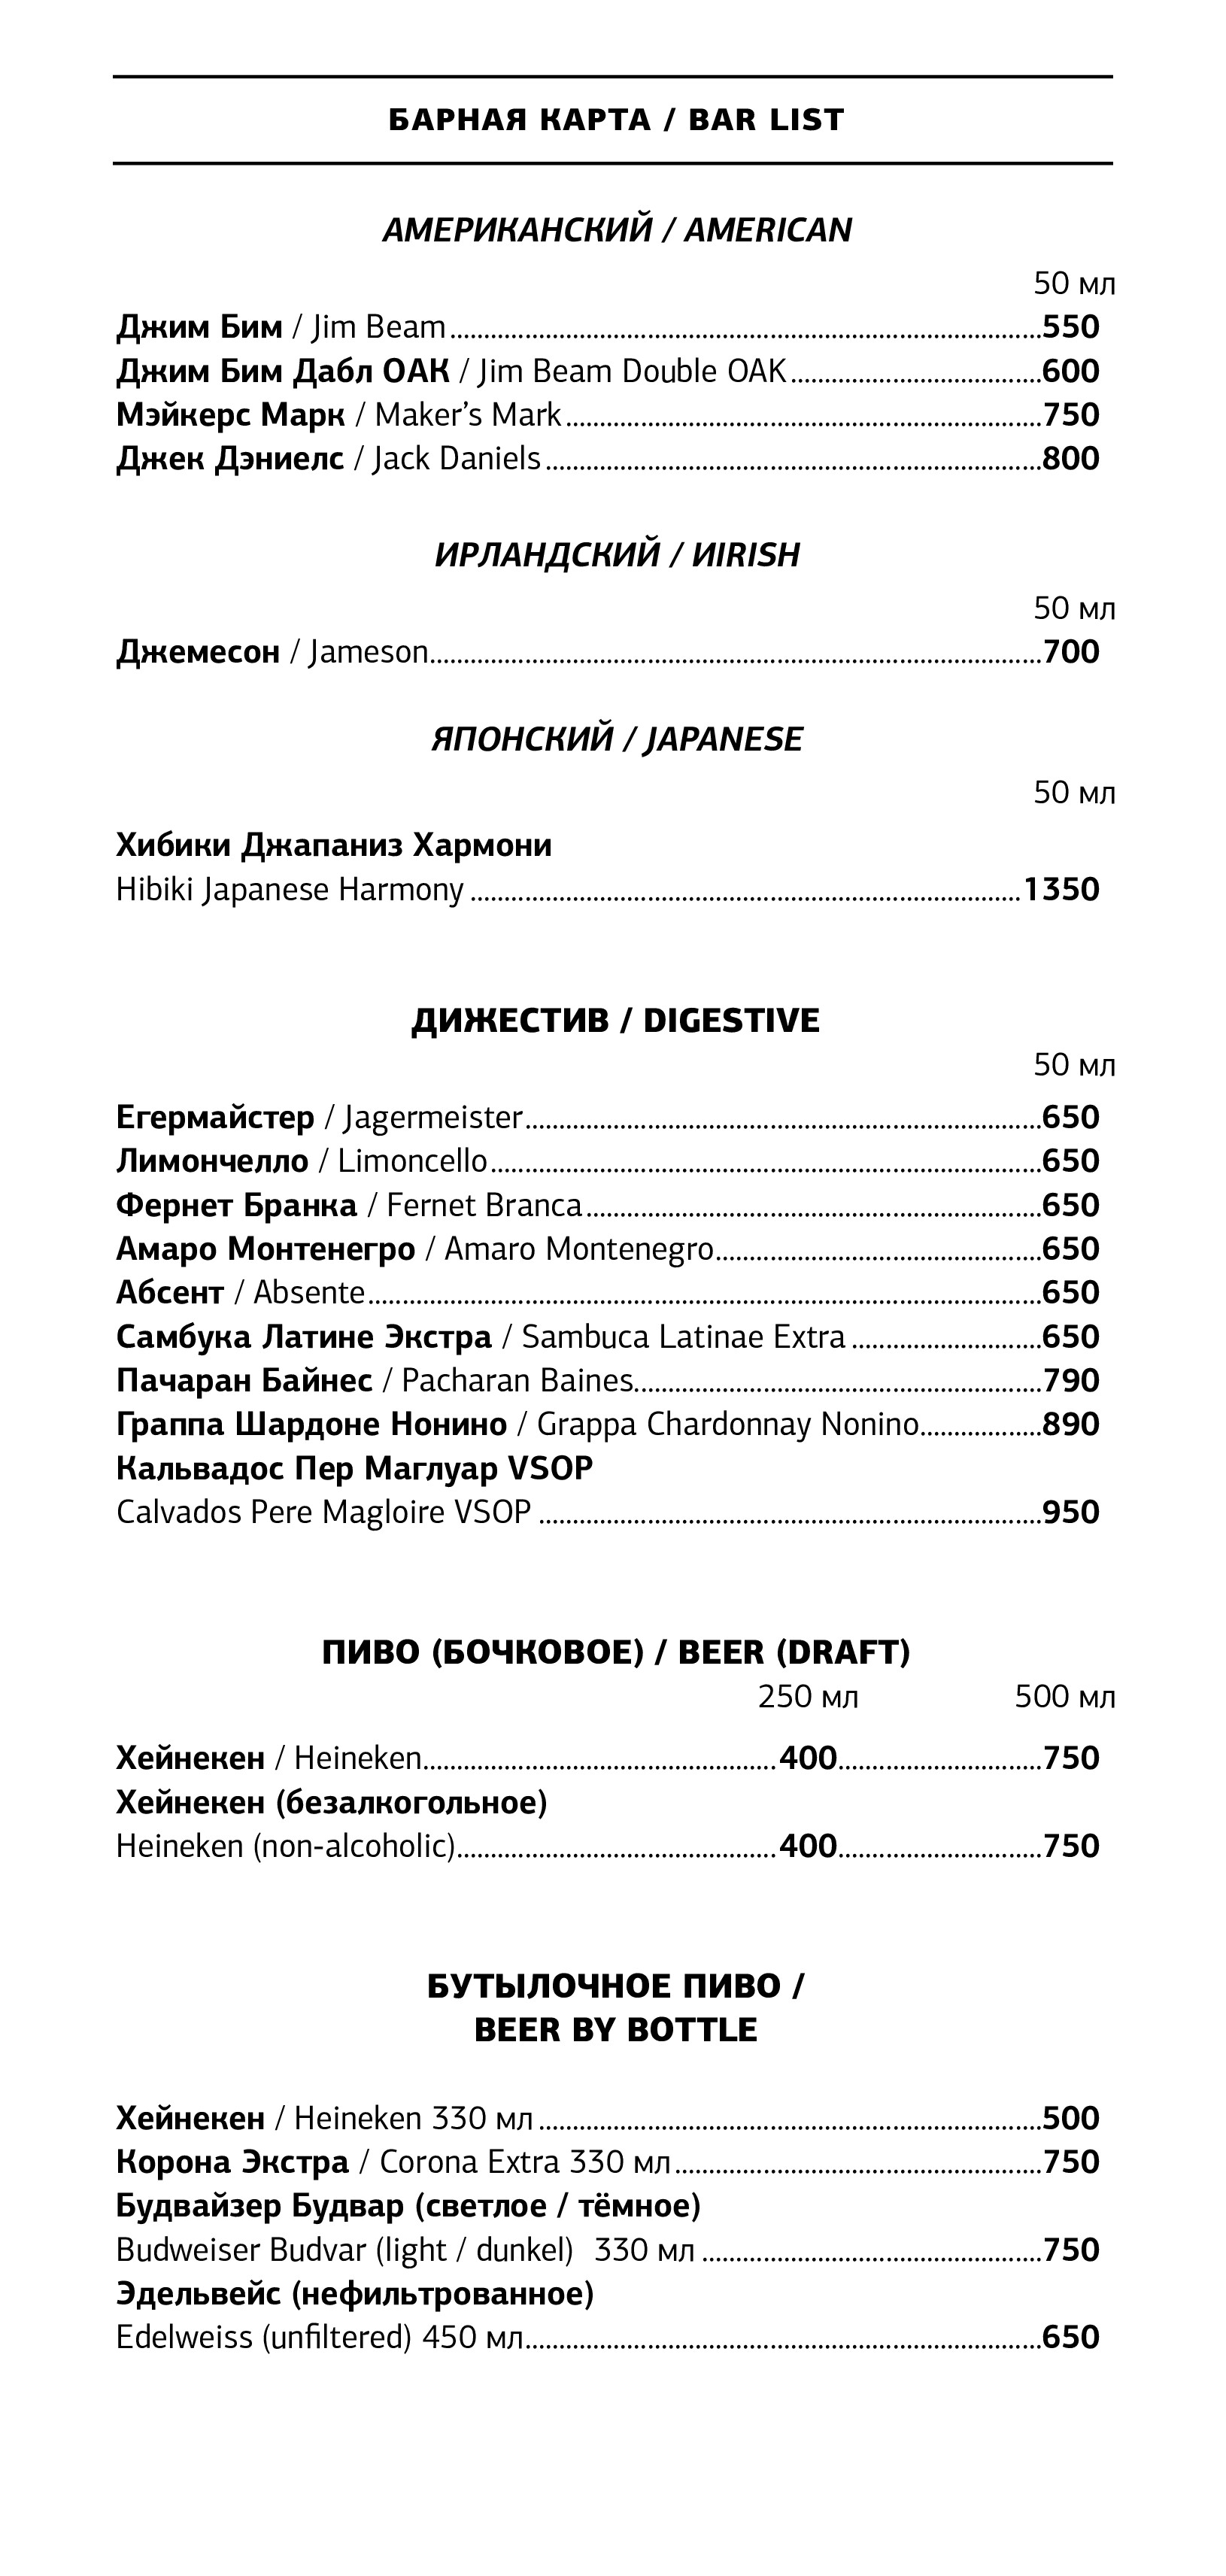 БАРНАЯ КАРТА / BAR LIST
АМЕРИКАНСКИЙ / AMERICAN
50 мл
Джим Бим / Jim Beam 550
Джим Бим Дабл ОАК / Jim Beam Double OAK 600
Мэйкерс Марк / Maker’s Mark 750
Джек Дэниелс / Jack Daniels 800
ИРЛАНДСКИЙ / ИIRISH
50 мл
Джемесон / Jameson 700
ЯПОНСКИЙ / JAPANESE
50 мл
Хибики Джапаниз Хармони
Hibiki Japanese Harmony 1350
ДИЖЕСТИВ / DIGESTIVE
50 мл
Егермайстер / Jagermeister 650
Лимончелло / Limoncello 650
Фернет Бранка / Fernet Branca 650
Амаро Монтенегро / Amaro Montenegro 650
Абсент / Absente 650
Самбука Латине Экстра / Sambuca Latinae Extra 650
Пачаран Байнес / Pacharan Baines 790
Граппа Шардоне Нонино / Grappa Chardonnay Nonino 890
Кальвадос Пер Маглуар VSOP
Calvados Pere Magloire VSOP 950
ПИВО (БОЧКОВОЕ) / BEER (DRAFT)
250 мл 500 мл
Хейнекен / Heineken 400 750
Хейнекен (безалкогольное)
Heineken (non-alcoholic) 400 750
БУТЫЛОЧНОЕ ПИВО /
BEER BY BOTTLE
Хейнекен / Heineken 330 мл 500
Корона Экстра / Corona Extra 330 мл 750
Будвайзер Будвар (светлое / тёмное)
Budweiser Budvar (light / dunkel) 330 мл 750
Эдельвейс (нефильтрованное)
Edelweiss (unfiltered) 450 мл 650